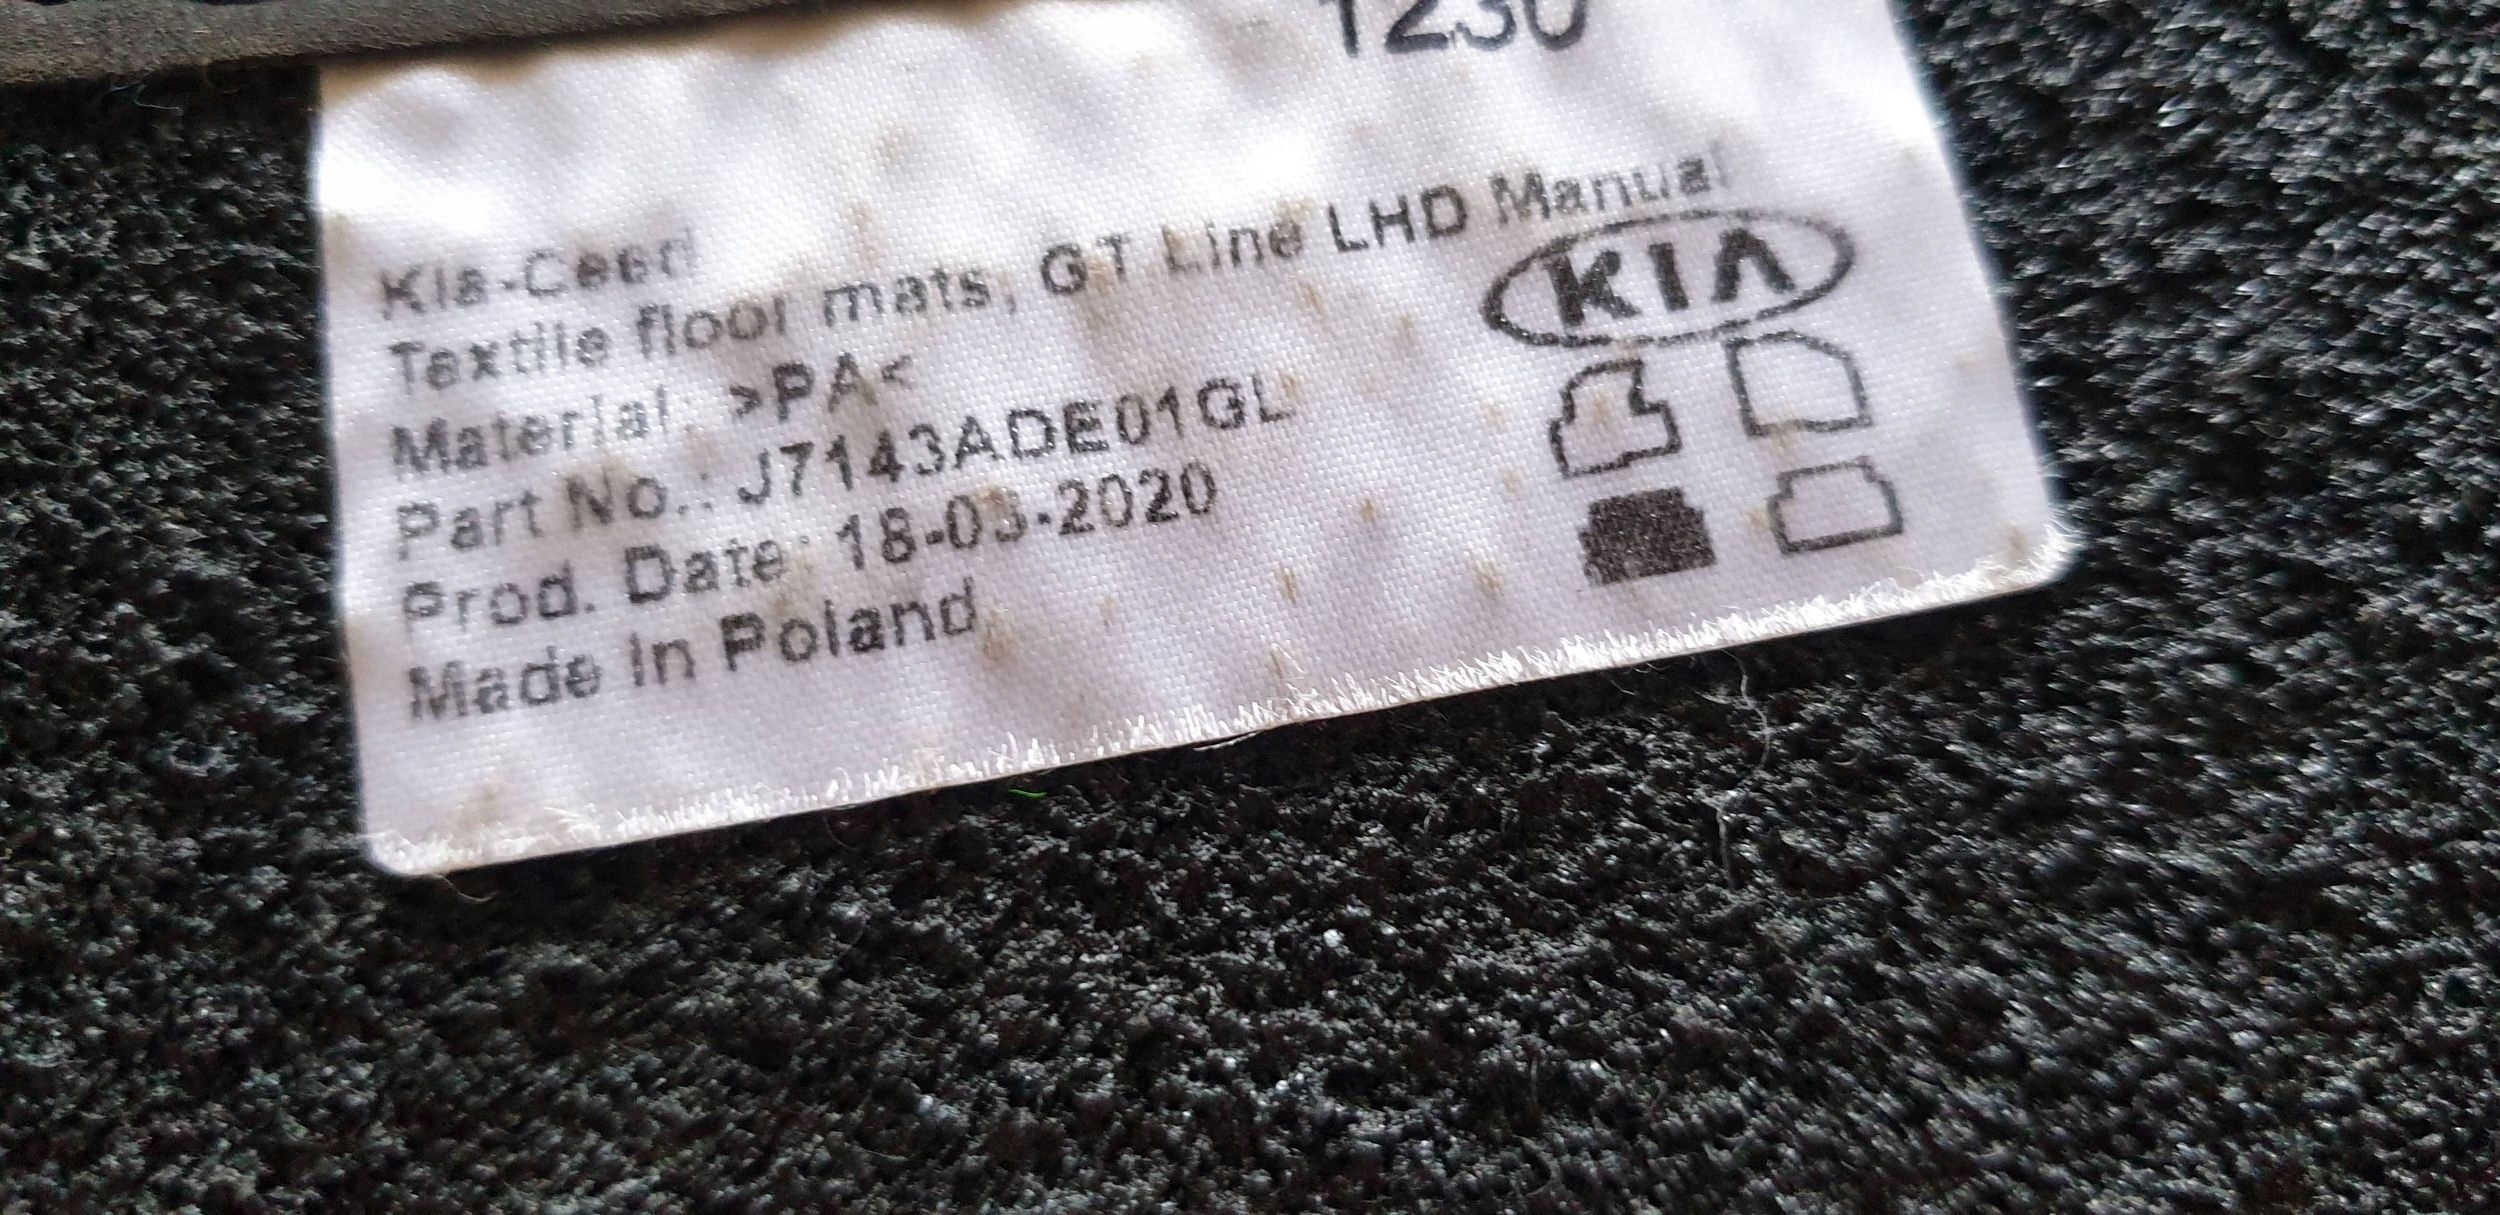 1230
Kia-Ceed
Textile floor mats, GT Line LHD Manual
KIA
Material: >PA<
Part No.: J7143ADE01GL
Prod. Date: 18-03-2020
Made in Poland